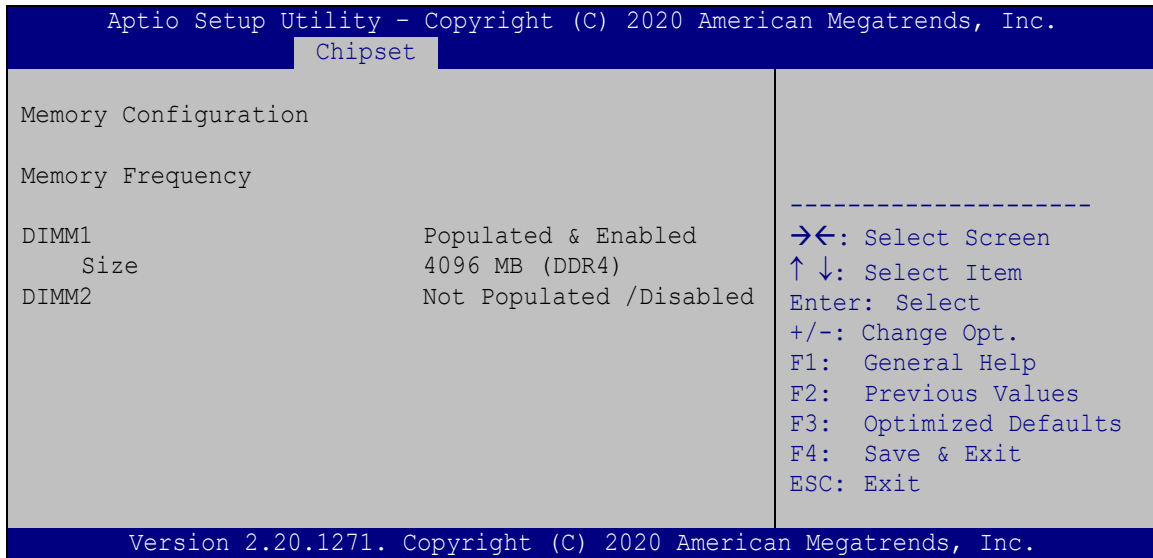 Aptio Setup Utility – Copyright (C) 2020 American Megatrends, Inc.
Chipset
Memory Configuration
Memory Frequency
DIMM1 Populated & Enabled
Size 4096 MB (DDR4)
DIMM2 Not Populated /Disabled
---------------------
→←: Select Screen
↑ ↓: Select Item
Enter: Select
+/-: Change Opt.
F1: General Help
F2: Previous Values
F3: Optimized Defaults
F4: Save & Exit
ESC: Exit
Version 2.20.1271. Copyright (C) 2020 American Megatrends, Inc.